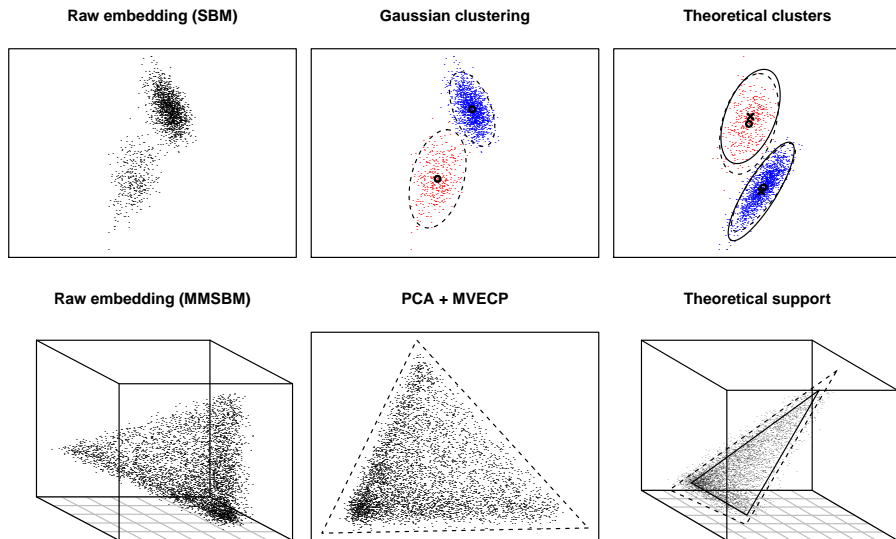 Raw embedding (SBM)
Gaussian clustering
Theoretical clusters
Raw embedding (MMSBM)
PCA + MVECP
Theoretical support